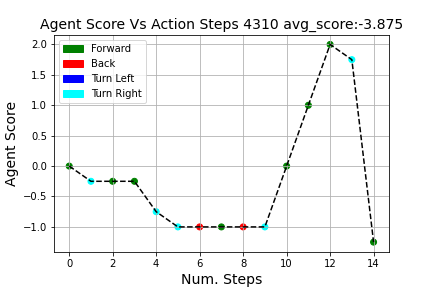 Agent Score Vs Action Steps 4310 avg_score:-3.875
2.0
1.5
1.0
0.5
0.0
−0.5
−1.0
Agent Score
Forward
Back
Turn Left
Turn Right
0 2 4 6 8 10 12 14
Num. Steps